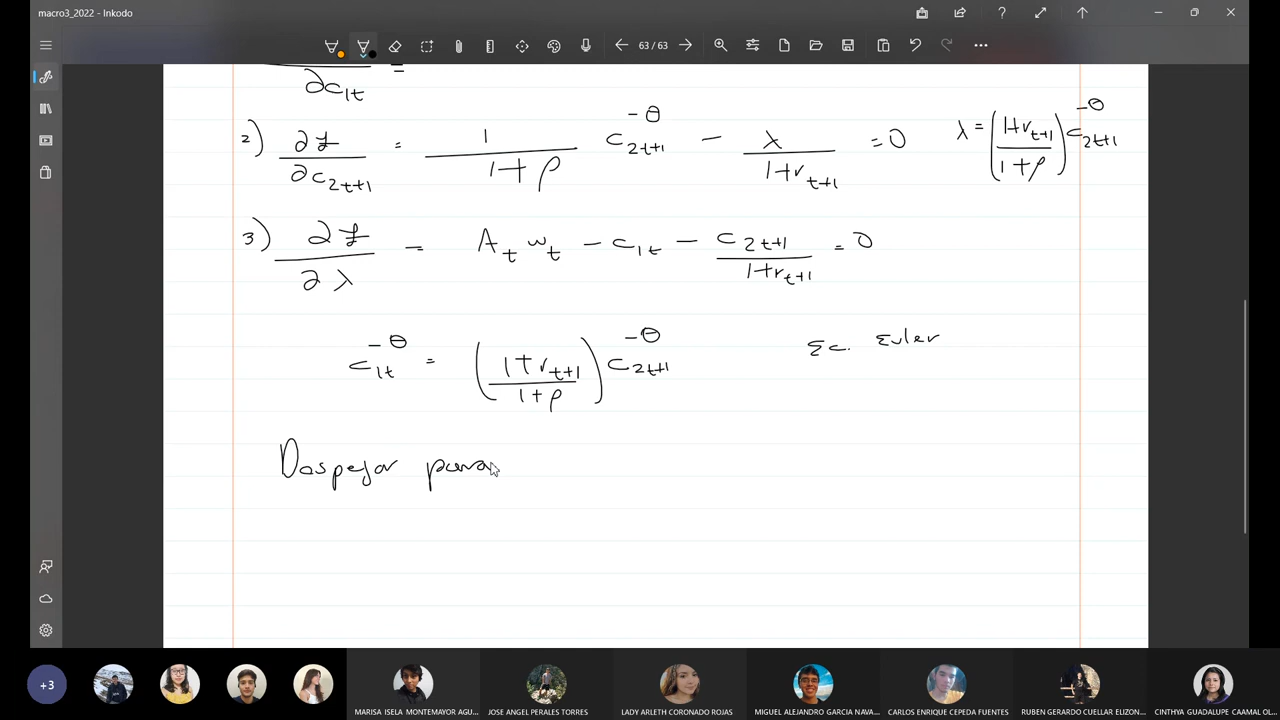 macro3_2022 - Inkodo
63 / 63
∂c₁ₜ =
2) ∂ℒ/∂c₂ₜ₊₁ = 1/(1+ρ) c₂ₜ₊₁^(-θ) - λ/(1+rₜ₊₁) = 0 λ = ((1+rₜ₊₁)/(1+ρ)) c₂ₜ₊₁^(-θ)
3) ∂ℒ/∂λ = Aₜ wₜ - c₁ₜ - c₂ₜ₊₁/(1+rₜ₊₁) = 0
c₁ₜ^(-θ) = ((1+rₜ₊₁)/(1+ρ)) c₂ₜ₊₁^(-θ) Ec. Euler
Despejar para
+3
MARISA ISELA MONTEMAYOR AGU...
JOSE ANGEL PERALES TORRES
LADY ARLETH CORONADO ROJAS
MIGUEL ALEJANDRO GARCIA NAVA...
CARLOS ENRIQUE CEPEDA FUENTES
RUBEN GERARDO CUELLAR ELIZON...
CINTHYA GUADALUPE CAAMAL OL...